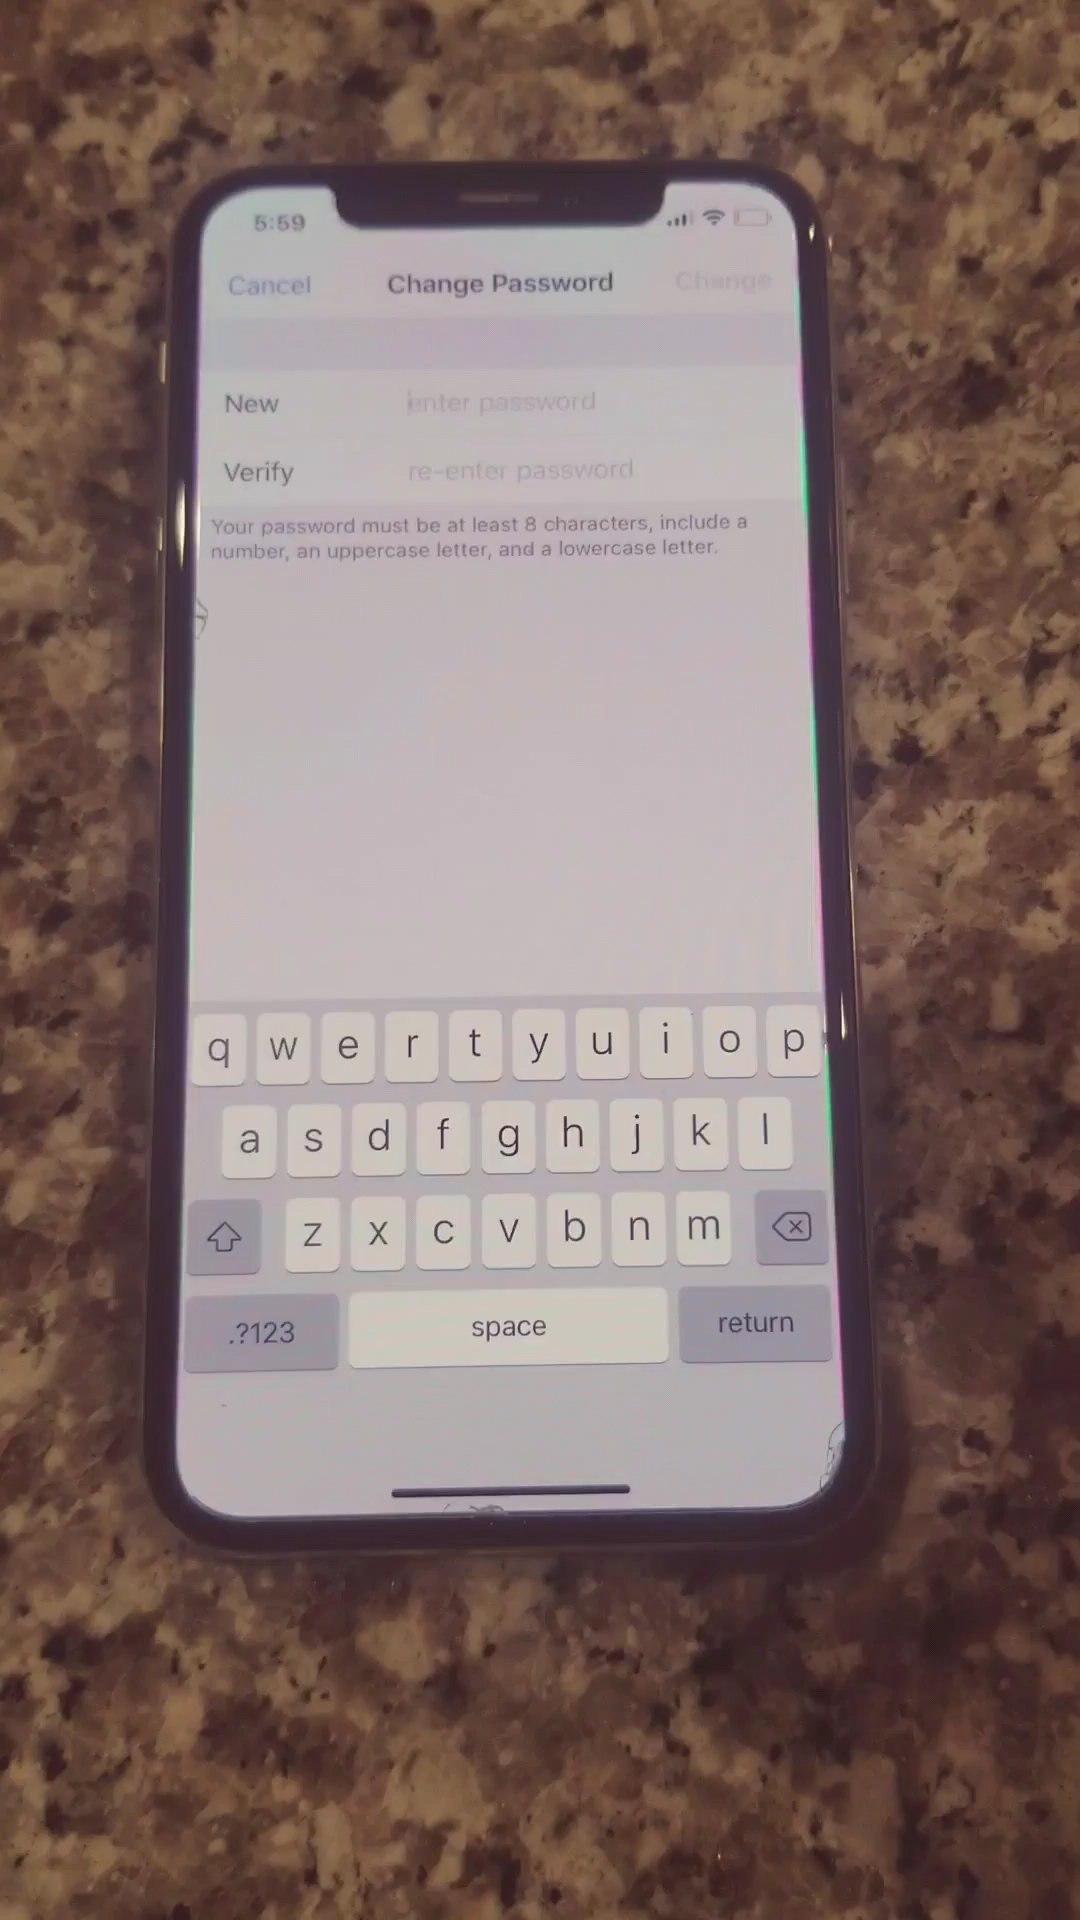 5:59
Cancel Change Password Change
New enter password
Verify re-enter password
Your password must be at least 8 characters, include a
number, an uppercase letter, and a lowercase letter.
q w e r t y u i o p
a s d f g h j k l
z x c v b n m
.?123 space return